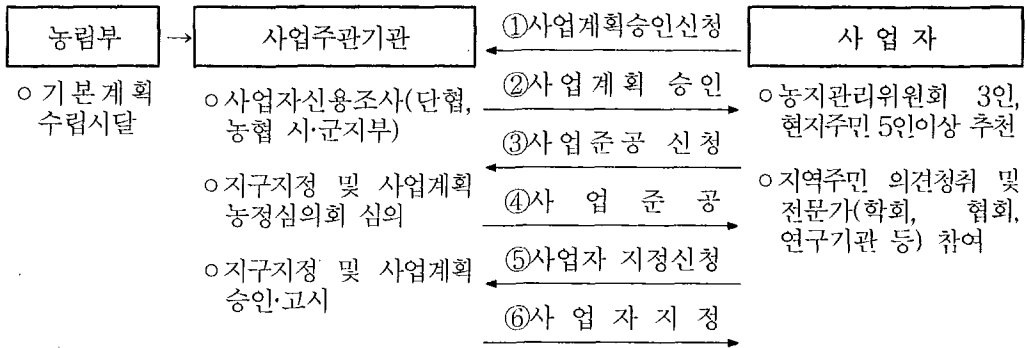 농림부 → 사업주관기관 ①사업계획승인신청 사 업 자
○ 기본계획 수립시달
○ 사업자신용조사(단협, 농협 시·군지부)
○ 지구지정 및 사업계획 농정심의회 심의
○ 지구지정 및 사업계획 승인·고시
②사업계획 승인
③사업준공 신청
④사 업 준 공
⑤사업자 지정신청
⑥사 업 자 지 정
○ 농지관리위원회 3인, 현지주민 5인이상 추천
○ 지역주민 의견청취 및 전문가(학회, 협회, 연구기관 등) 참여